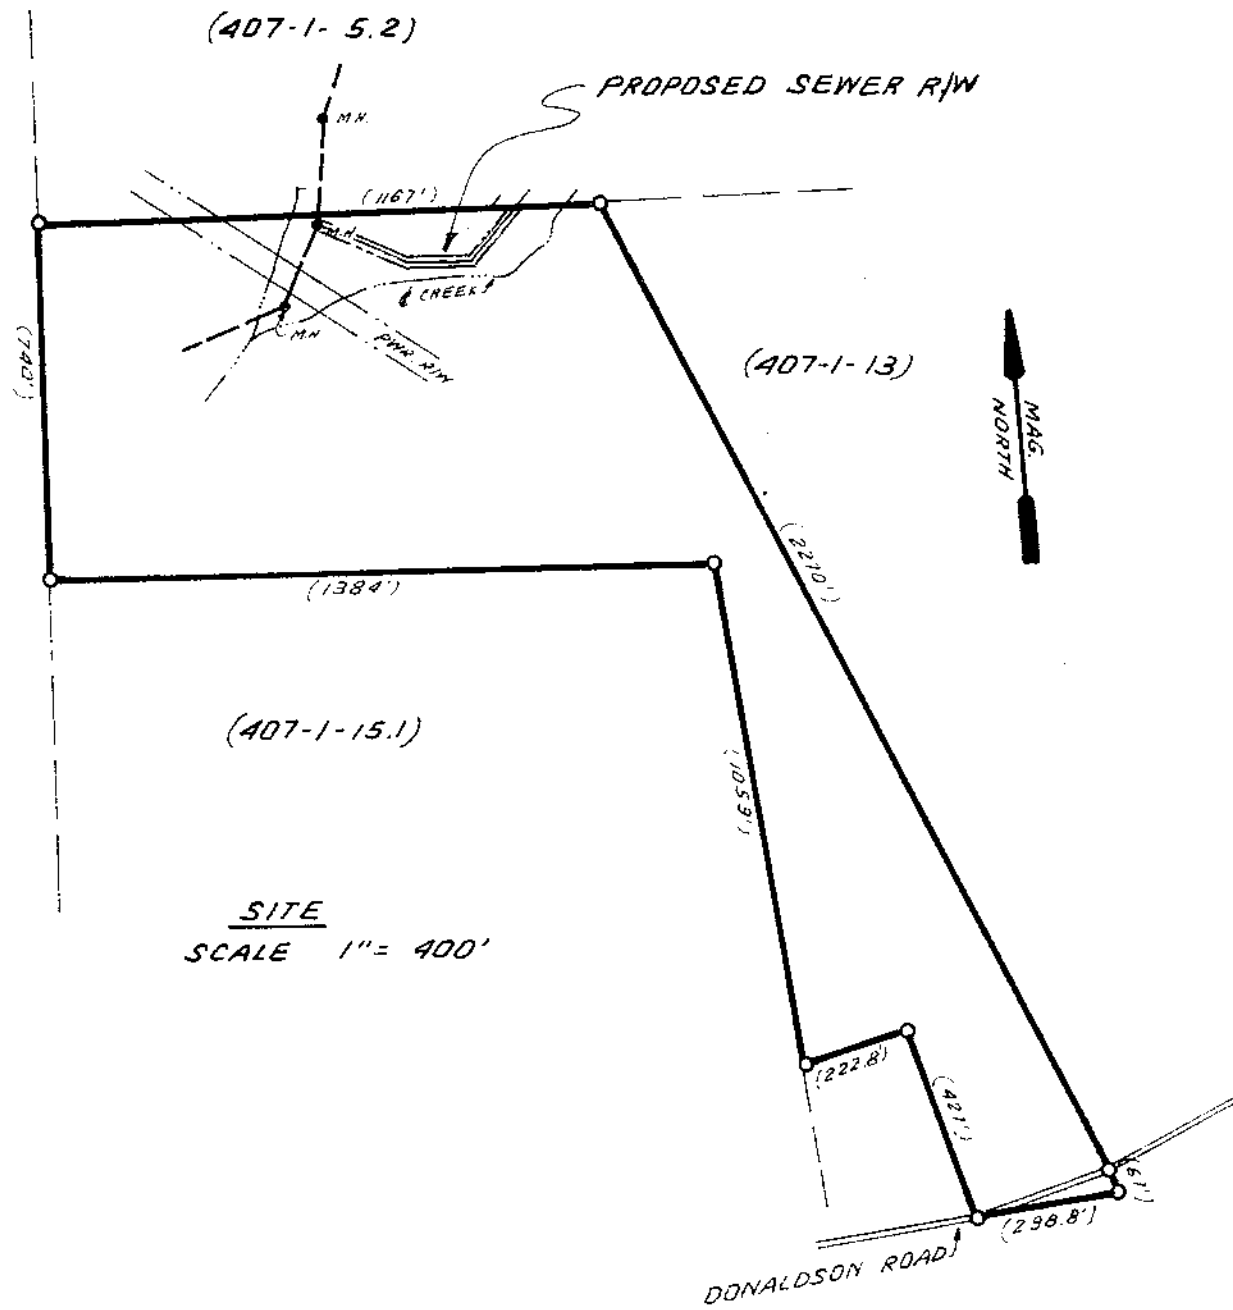 (407-1-5.2)
PROPOSED SEWER R/W
M.H.
(1167')
M.H.
℄ CREEK
M.H.
PWR. R/W
(740')
(407-1-13)
MAG.
NORTH
(2210')
(1384')
(407-1-15.1)
(1059')
SITE
SCALE 1"= 400'
(222.8')
(421')
(61')
(298.8')
DONALDSON ROAD